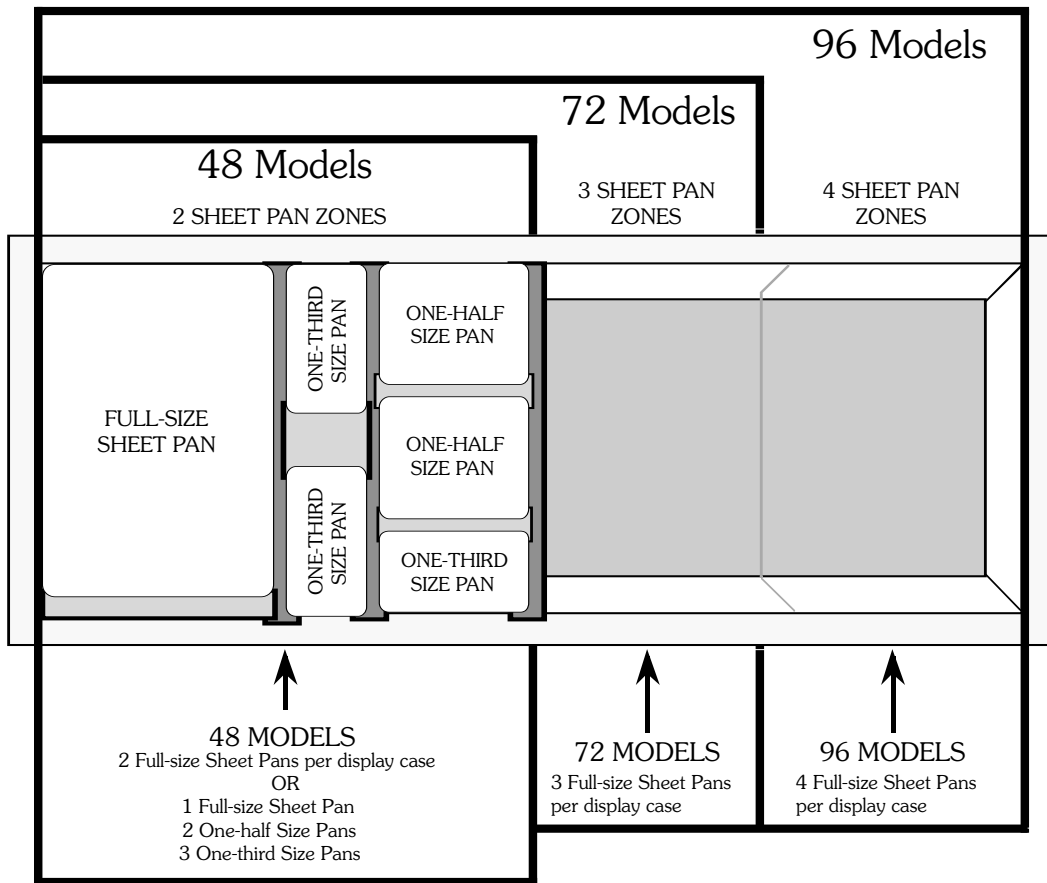 96 Models
72 Models
48 Models
2 SHEET PAN ZONES
3 SHEET PAN
ZONES
4 SHEET PAN
ZONES
FULL-SIZE
SHEET PAN
ONE-THIRD
SIZE PAN
ONE-THIRD
SIZE PAN
ONE-HALF
SIZE PAN
ONE-HALF
SIZE PAN
ONE-THIRD
SIZE PAN
48 MODELS
2 Full-size Sheet Pans per display case
OR
1 Full-size Sheet Pan
2 One-half Size Pans
3 One-third Size Pans
72 MODELS
3 Full-size Sheet Pans
per display case
96 MODELS
4 Full-size Sheet Pans
per display case